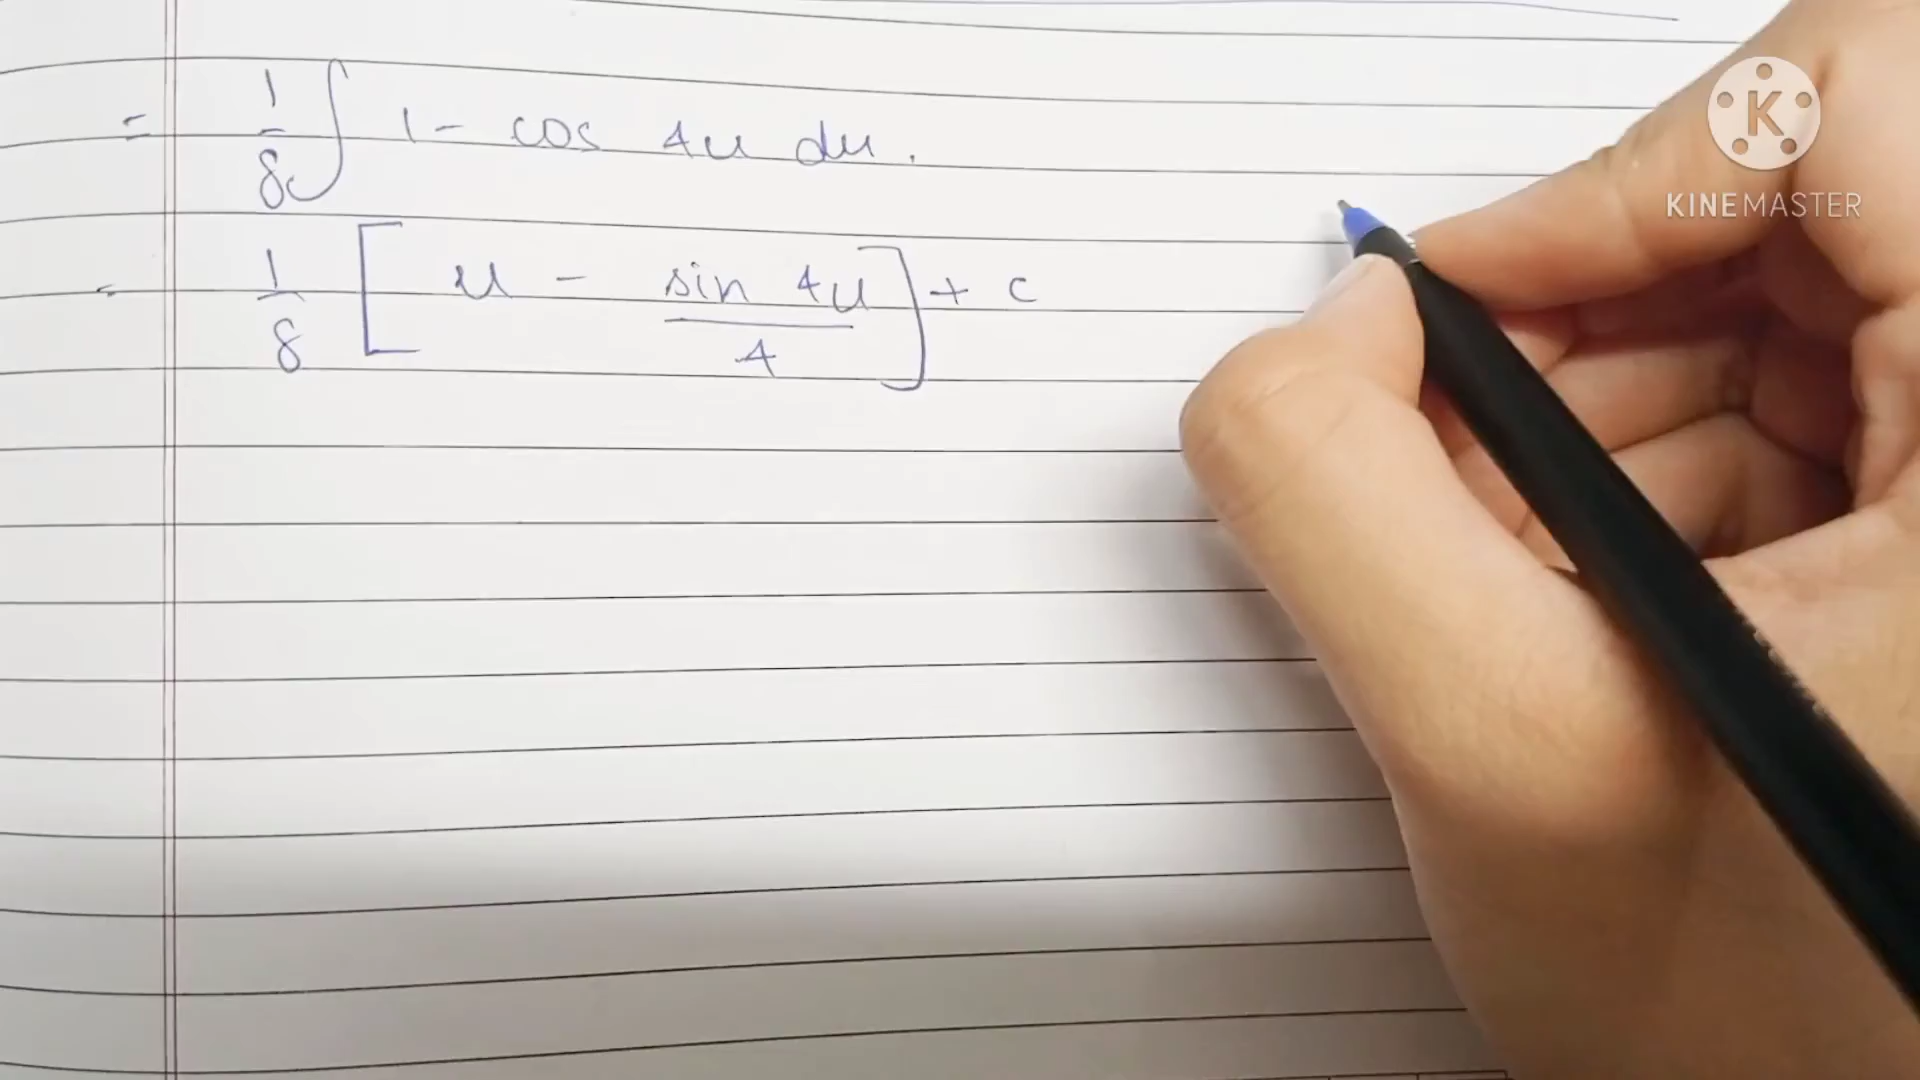 = 1/8 ∫ 1 - cos 4u du.
= 1/8 [ u - sin 4u / 4 ] + c
K
KINEMASTER